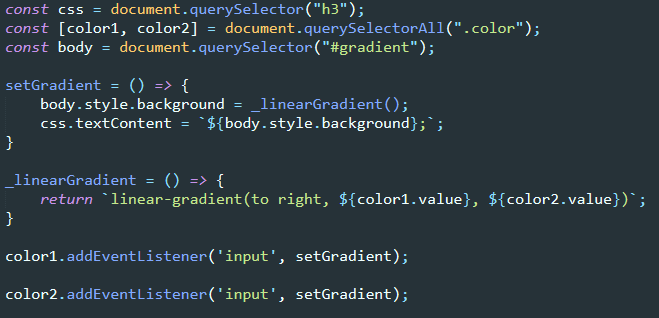 const css = document.querySelector("h3");
const [color1, color2] = document.querySelectorAll(".color");
const body = document.querySelector("#gradient");

setGradient = () => {
    body.style.background = _linearGradient();
    css.textContent = `${body.style.background};`;
}

_linearGradient = () => {
    return `linear-gradient(to right, ${color1.value}, ${color2.value})`;
}

color1.addEventListener('input', setGradient);

color2.addEventListener('input', setGradient);